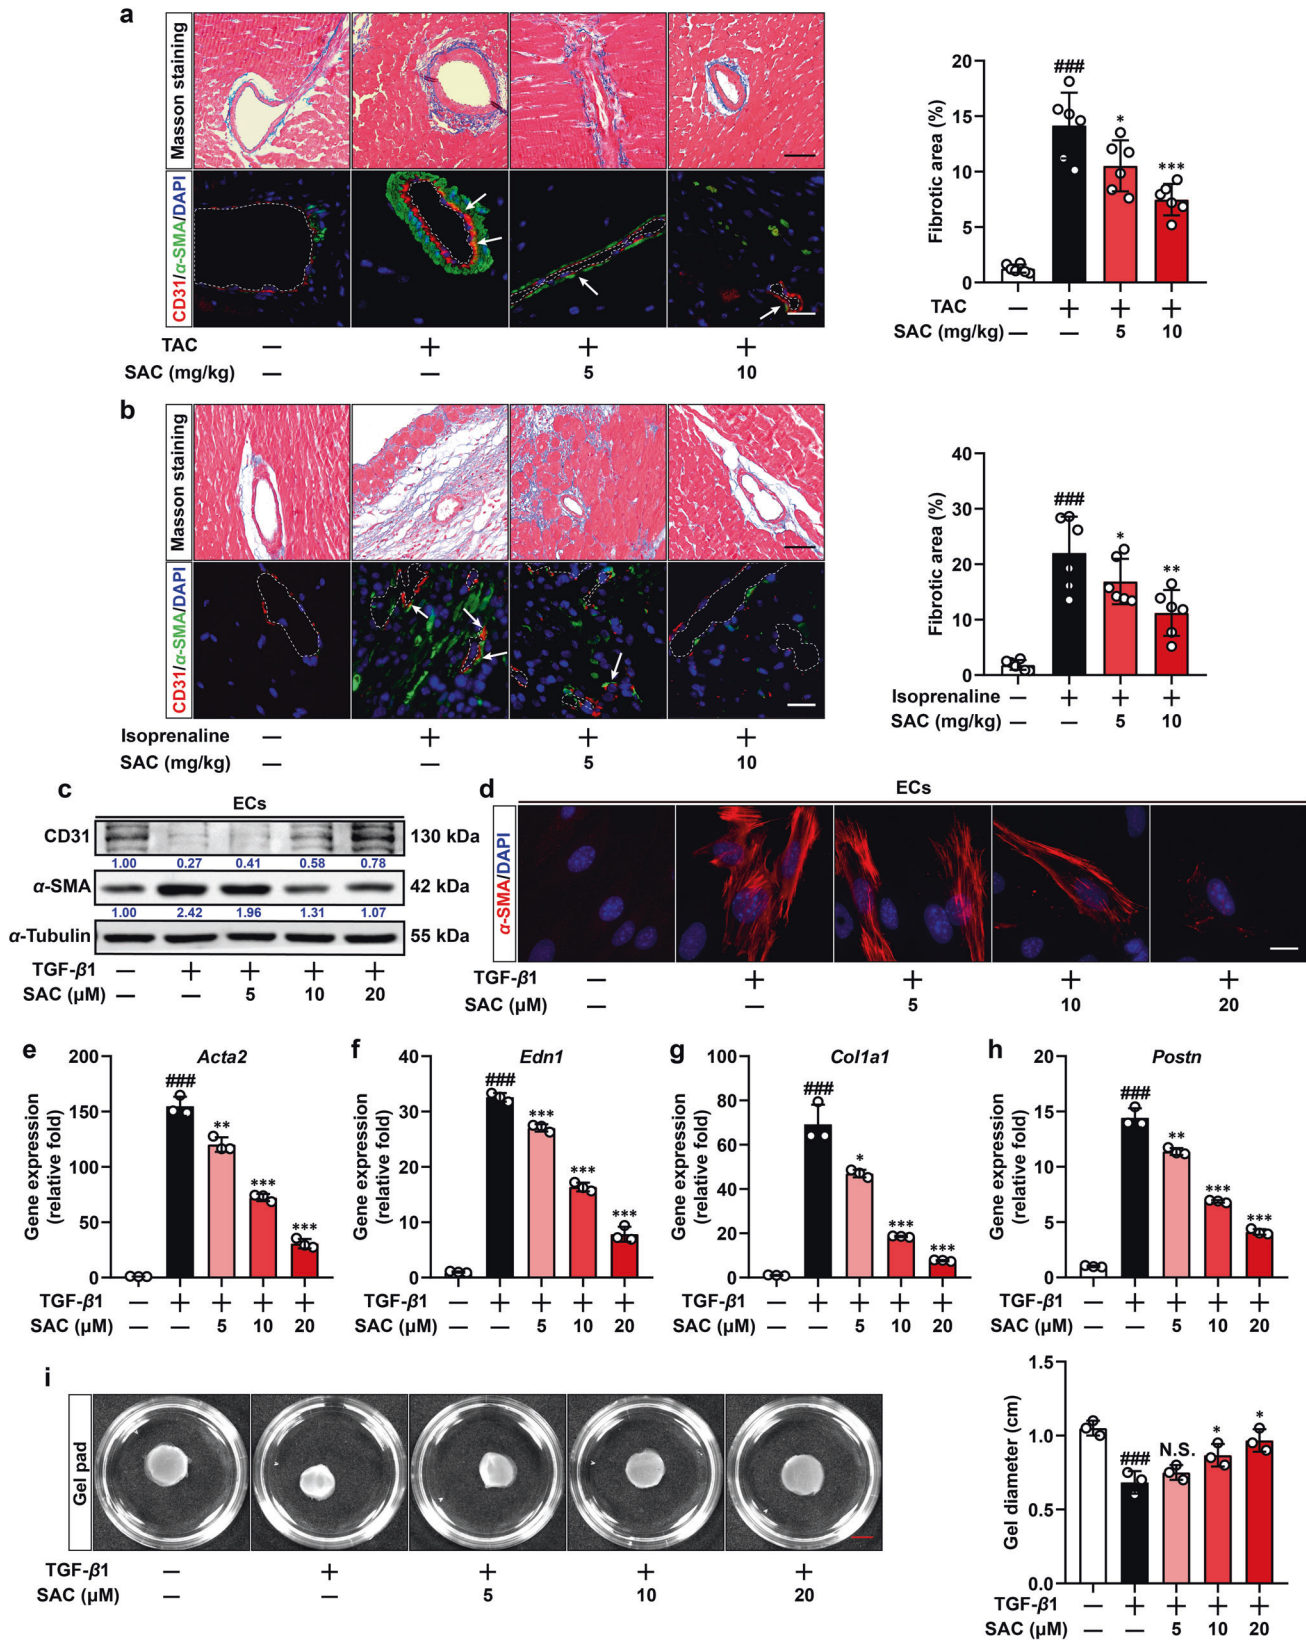 a
Masson staining
CD31/α-SMA/DAPI
TAC — + + +
SAC (mg/kg) — — 5 10
Fibrotic area (%)
20
15
10
5
0
###
*
***
TAC — + + +
SAC (mg/kg) — — 5 10
b
Masson staining
CD31/α-SMA/DAPI
Isoprenaline — + + +
SAC (mg/kg) — — 5 10
Fibrotic area (%)
40
30
20
10
0
###
*
**
Isoprenaline — + + +
SAC (mg/kg) — — 5 10
c
ECs
CD31 130 kDa
1.00 0.27 0.41 0.58 0.78
α-SMA 42 kDa
1.00 2.42 1.96 1.31 1.07
α-Tubulin 55 kDa
TGF-β1 — + + + +
SAC (μM) — — 5 10 20
d
ECs
α-SMA/DAPI
TGF-β1 — + + + +
SAC (μM) — — 5 10 20
e
Acta2
Gene expression
(relative fold)
200
150
100
50
0
###
**
***
***
TGF-β1 — + + + +
SAC (μM) — — 5 10 20
f
Edn1
Gene expression
(relative fold)
40
30
20
10
0
###
***
***
***
TGF-β1 — + + + +
SAC (μM) — — 5 10 20
g
Col1a1
Gene expression
(relative fold)
100
80
60
40
20
0
###
*
***
***
TGF-β1 — + + + +
SAC (μM) — — 5 10 20
h
Postn
Gene expression
(relative fold)
20
15
10
5
0
###
**
***
***
TGF-β1 — + + + +
SAC (μM) — — 5 10 20
i
Gel pad
TGF-β1 — + + + +
SAC (μM) — — 5 10 20
Gel diameter (cm)
1.5
1.0
0.5
0.0
###
N.S.
*
*
TGF-β1 — + + + +
SAC (μM) — — 5 10 20